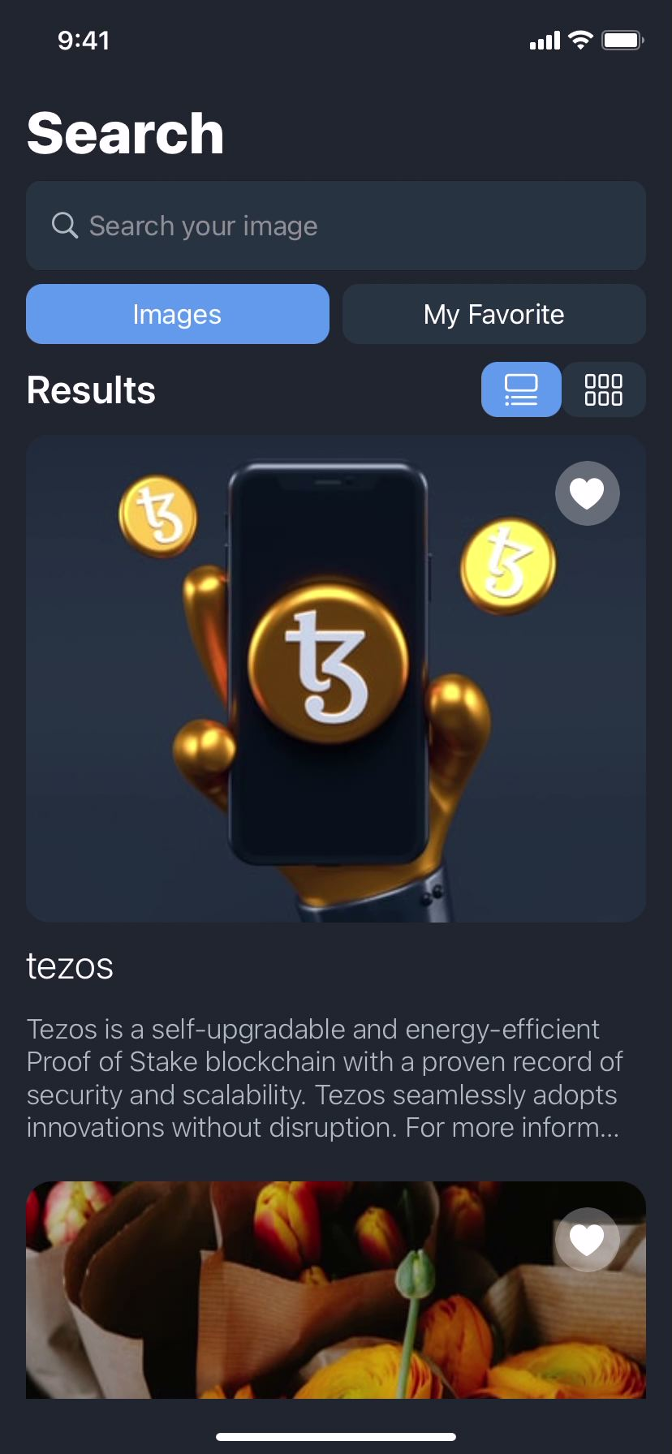 9:41
Search
Search your image
Images
My Favorite
Results
tezos
Tezos is a self-upgradable and energy-efficient
Proof of Stake blockchain with a proven record of
security and scalability. Tezos seamlessly adopts
innovations without disruption. For more inform...